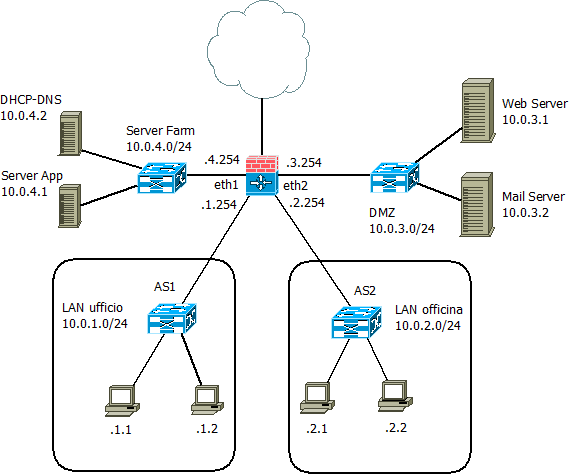 DHCP-DNS
10.0.4.2
Server Farm
10.0.4.0/24
Web Server
10.0.3.1
Server App
10.0.4.1
.4.254
.3.254
eth1
eth2
.1.254
.2.254
DMZ
10.0.3.0/24
Mail Server
10.0.3.2
AS1
AS2
LAN ufficio
10.0.1.0/24
LAN officina
10.0.2.0/24
.1.1
.1.2
.2.1
.2.2